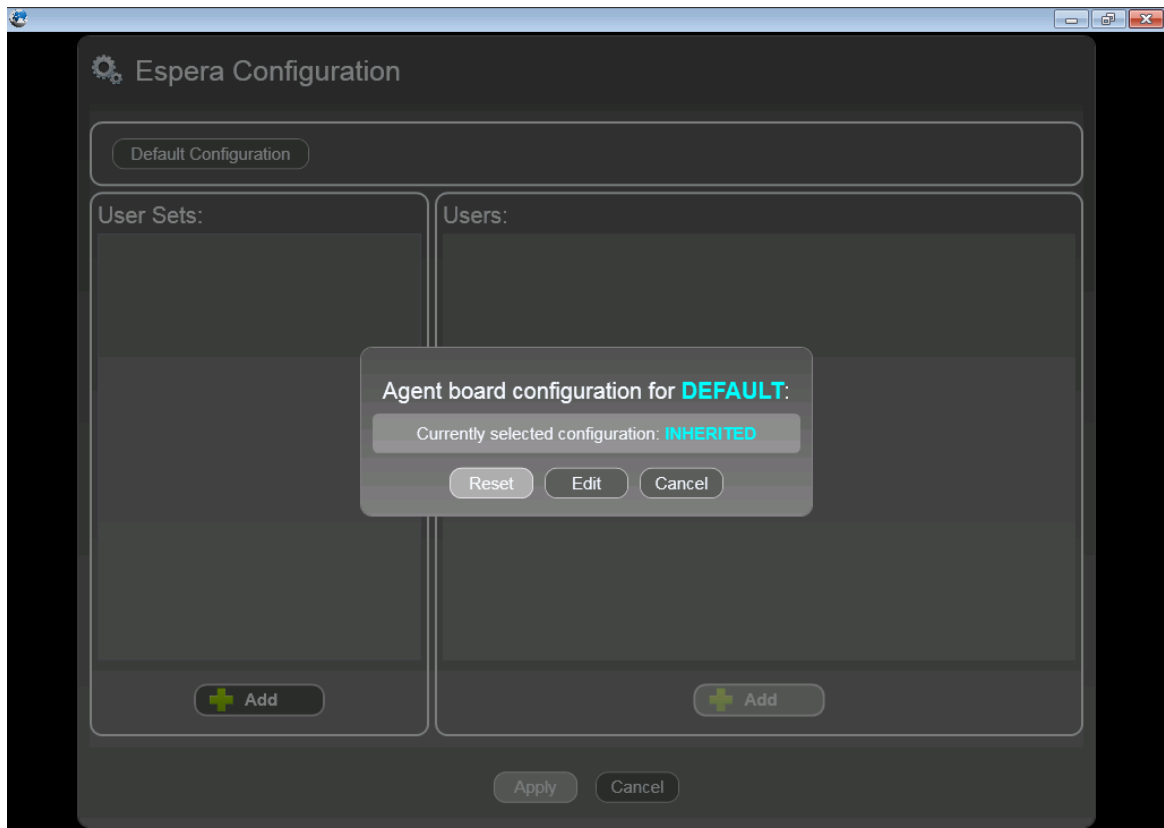 Espera Configuration
Default Configuration
User Sets:
Users:
Agent board configuration for DEFAULT:
Currently selected configuration: INHERITED
Reset Edit Cancel
Add
Add
Apply Cancel